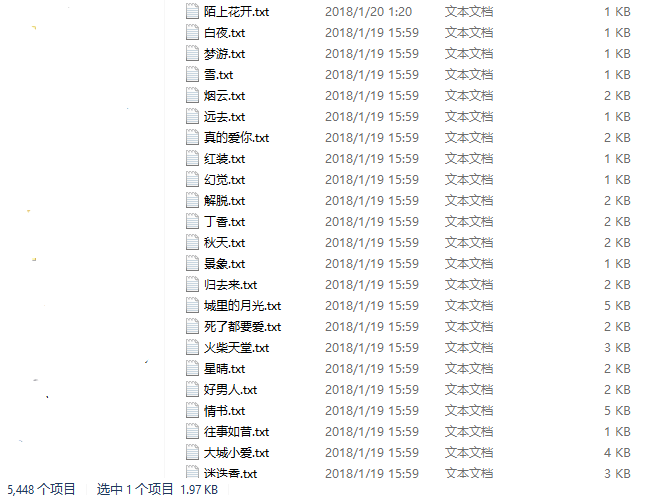 陌上花开.txt 2018/1/20 1:20 文本文档 1 KB
白夜.txt 2018/1/19 15:59 文本文档 1 KB
梦游.txt 2018/1/19 15:59 文本文档 1 KB
雪.txt 2018/1/19 15:59 文本文档 1 KB
烟云.txt 2018/1/19 15:59 文本文档 2 KB
远去.txt 2018/1/19 15:59 文本文档 1 KB
真的爱你.txt 2018/1/19 15:59 文本文档 2 KB
红装.txt 2018/1/19 15:59 文本文档 1 KB
幻觉.txt 2018/1/19 15:59 文本文档 1 KB
解脱.txt 2018/1/19 15:59 文本文档 2 KB
丁香.txt 2018/1/19 15:59 文本文档 2 KB
秋天.txt 2018/1/19 15:59 文本文档 2 KB
景象.txt 2018/1/19 15:59 文本文档 1 KB
归去来.txt 2018/1/19 15:59 文本文档 2 KB
城里的月光.txt 2018/1/19 15:59 文本文档 5 KB
死了都要爱.txt 2018/1/19 15:59 文本文档 2 KB
火柴天堂.txt 2018/1/19 15:59 文本文档 3 KB
星晴.txt 2018/1/19 15:59 文本文档 2 KB
好男人.txt 2018/1/19 15:59 文本文档 2 KB
情书.txt 2018/1/19 15:59 文本文档 5 KB
往事如昔.txt 2018/1/19 15:59 文本文档 1 KB
大城小爱.txt 2018/1/19 15:59 文本文档 4 KB
迷迭香.txt 2018/1/19 15:59 文本文档 3 KB
5,448 个项目 选中 1 个项目 1.97 KB